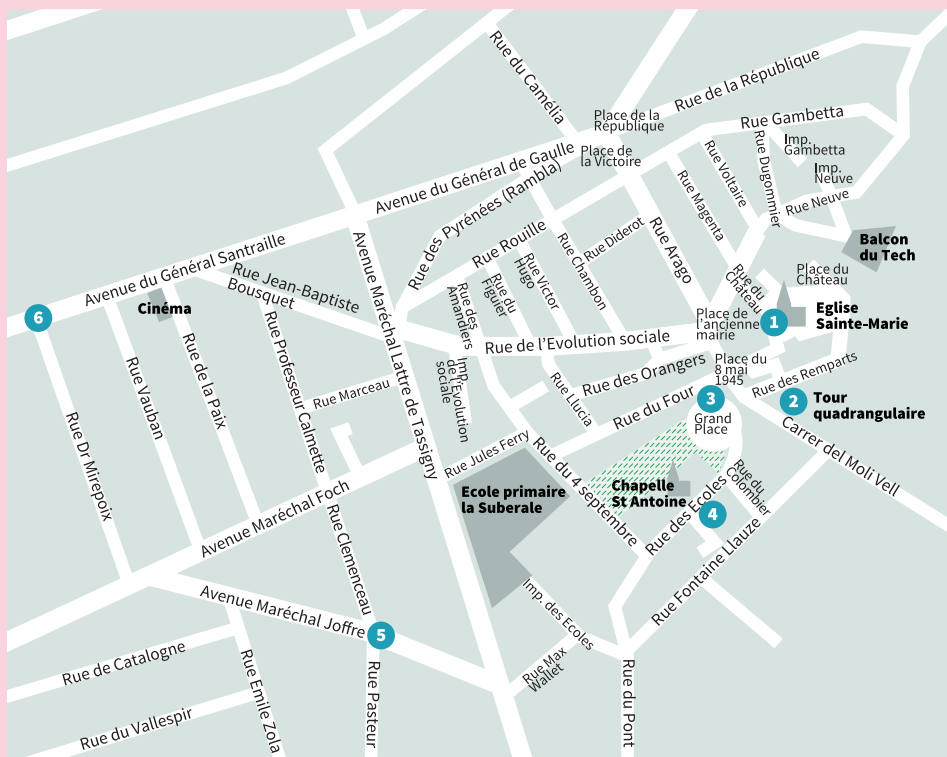 Rue du Camélia
Rue de la République
Place de la
République
Rue Gambetta
Place de
la Victoire
Imp.
Gambetta
Imp.
Neuve
Rue Dugommier
Rue Voltaire
Rue Magenta
Rue Neuve
Avenue du Général de Gaulle
Rue des Pyrénées (Rambla)
Rue Rouille
Rue Diderot
Rue Arago
Rue Chambon
Rue Victor
Hugo
Rue du
Figuier
Rue des
Amandiers
Balcon
du Tech
Place du
Château
Rue du
Château
Avenue du Général Santraille
Rue Jean-Baptiste
Bousquet
Avenue Maréchal Lattre de Tassigny
Cinéma
6
Eglise
Sainte-Marie
1
Place de
l'ancienne
mairie
Rue de l'Evolution sociale
Imp.
de l'Evolution
sociale
Rue des Orangers
Place du
8 mai
1945
Rue des Remparts
2
Tour
quadrangulaire
3
Grand
Place
Rue du Four
Rue Llucia
Carrer del Moli Vell
Rue Vauban
Rue de la Paix
Rue Professeur Calmette
Rue Marceau
Rue Dr Mirepoix
Rue Jules Ferry
Rue du 4 septembre
Ecole primaire
la Suberale
Chapelle
St Antoine
Rue du
Colombier
Rue des Ecoles
4
Rue Fontaine Llauze
Avenue Maréchal Foch
Rue Clemenceau
Avenue Maréchal Joffre
5
Imp. des Ecoles
Rue Max
Wallet
Rue du Pont
Rue de Catalogne
Rue du Vallespir
Rue Emile Zola
Rue Pasteur